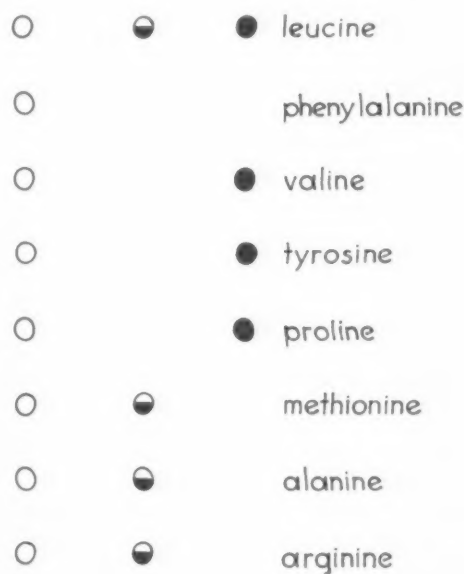 leucine
phenylalanine
valine
tyrosine
proline
methionine
alanine
arginine